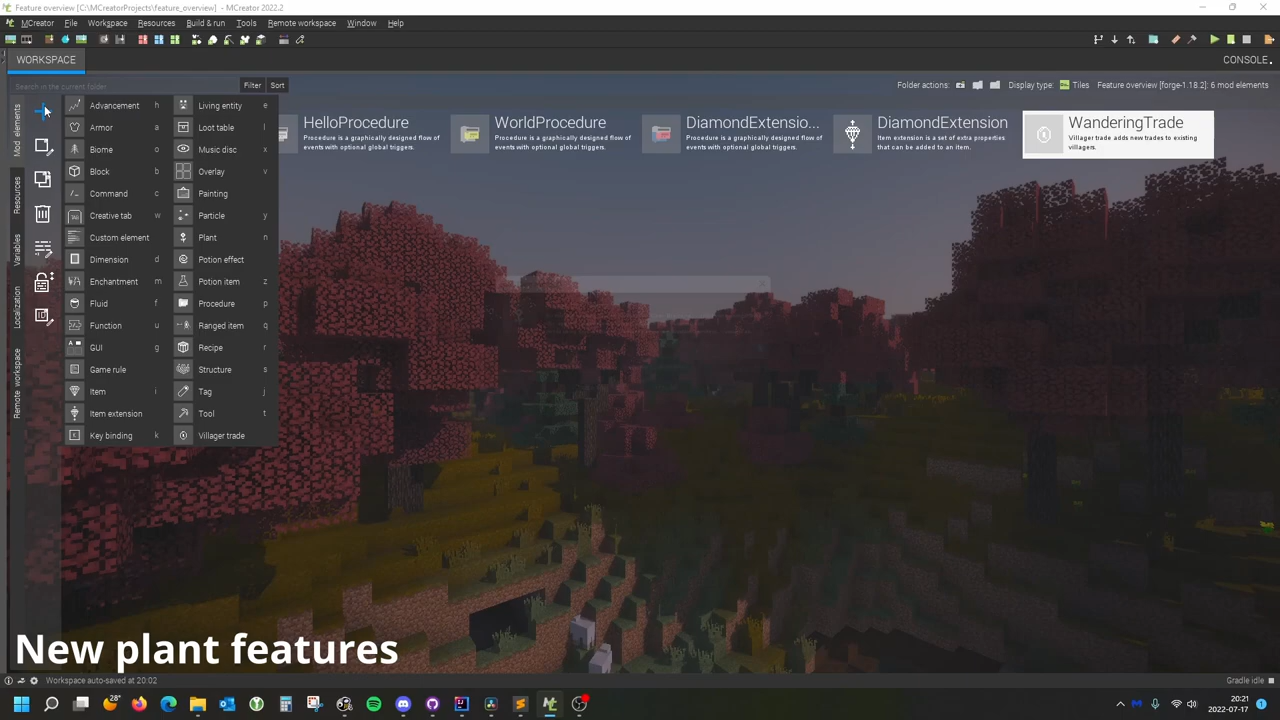 Feature overview [C:\MCreatorProjects\feature_overview] - MCreator 2022.2
MCreator File Workspace Resources Build & run Tools Remote workspace Window Help
WORKSPACE
CONSOLE
Search in the current folder
Filter Sort
Folder actions: Display type: Tiles Feature overview [forge-1.18.2]: 6 mod elements
Mod elements
Resources
Variables
Localization
Remote workspace
Advancement h Living entity e
Armor a Loot table l
Biome o Music disc x
Block b Overlay v
Command c Painting
Creative tab w Particle y
Custom element Plant n
Dimension d Potion effect
Enchantment m Potion item z
Fluid f Procedure p
Function u Ranged item q
GUI g Recipe r
Game rule Structure s
Item i Tag j
Item extension Tool t
Key binding k Villager trade
HelloProcedure
Procedure is a graphically designed flow of
events with optional global triggers.
WorldProcedure
Procedure is a graphically designed flow of
events with optional global triggers.
DiamondExtensio...
Procedure is a graphically designed flow of
events with optional global triggers.
DiamondExtension
Item extension is a set of extra properties
that can be added to an item.
WanderingTrade
Villager trade adds new trades to existing
villagers.
New plant features
Workspace auto-saved at 20:02
Gradle idle
28°
20:21
2022-07-17